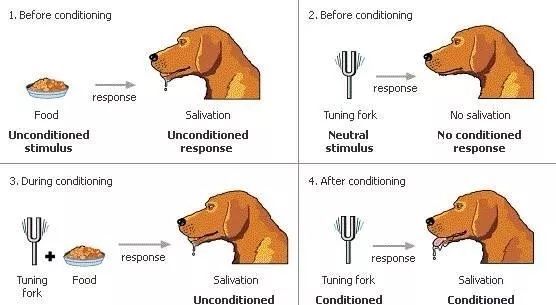 1. Before conditioning
response
Food
Salivation
Unconditioned
stimulus
Unconditioned
response
2. Before conditioning
response
Tuning fork
No salivation
Neutral
stimulus
No conditioned
response
3. During conditioning
+
response
Tuning
fork
Food
Salivation
Unconditioned
4. After conditioning
response
Tuning fork
Salivation
Conditioned
Conditioned